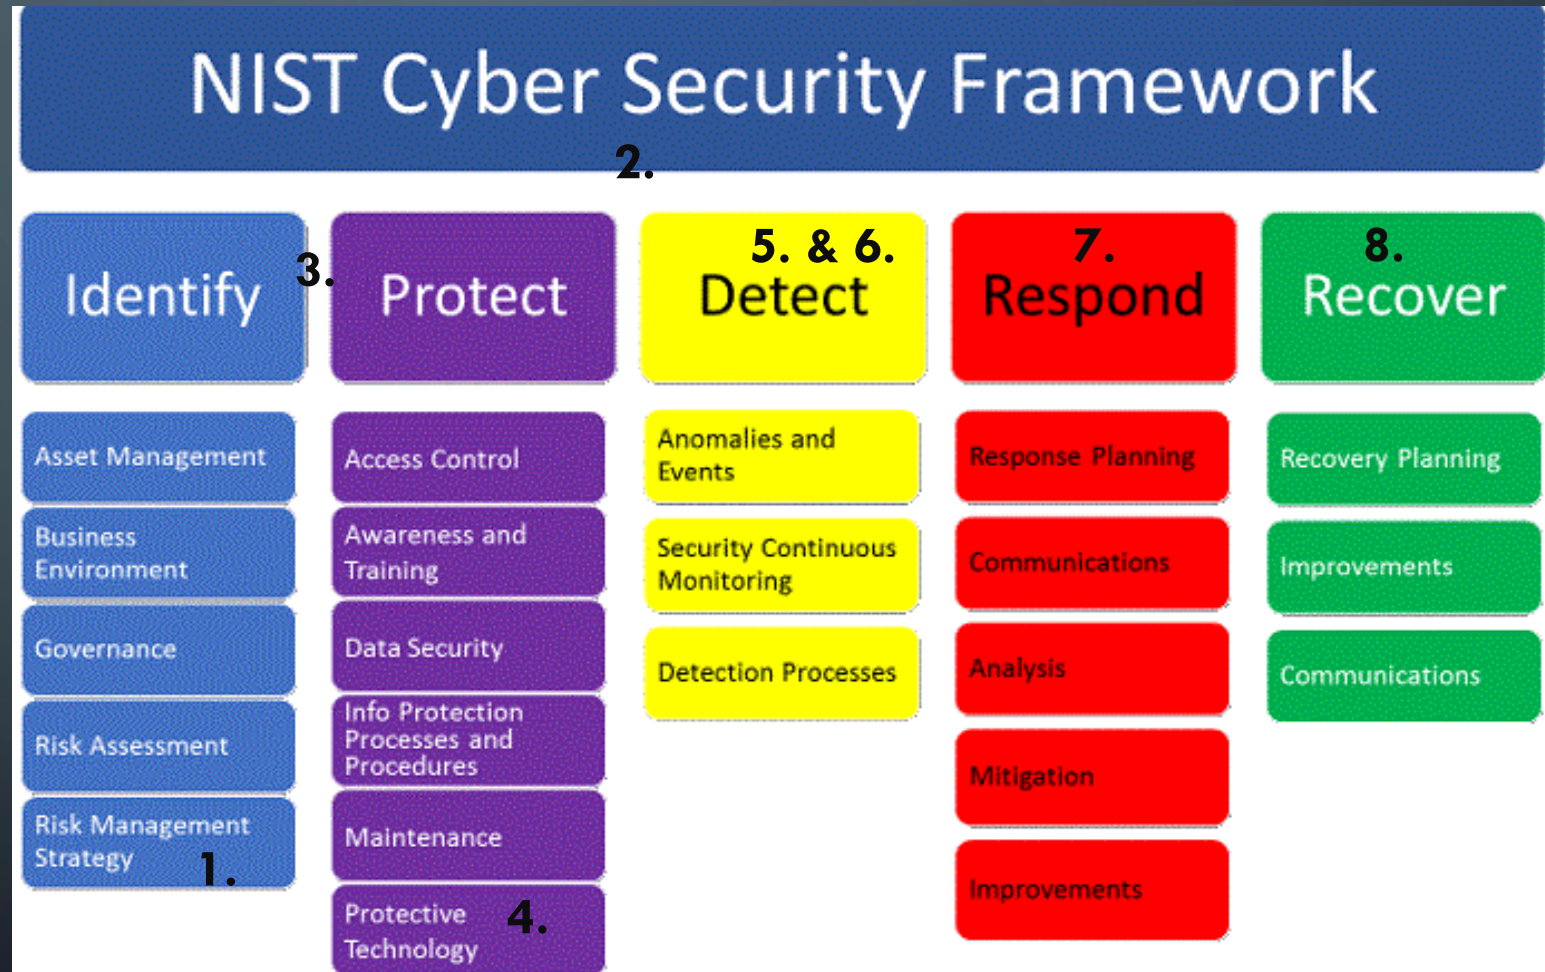 NIST Cyber Security Framework
2.
Identify
3.
Protect
5. & 6.
Detect
7.
Respond
8.
Recover
Asset Management
Business
Environment
Governance
Risk Assessment
Risk Management
Strategy
1.
Access Control
Awareness and
Training
Data Security
Info Protection
Processes and
Procedures
Maintenance
Protective
Technology
4.
Anomalies and
Events
Security Continuous
Monitoring
Detection Processes
Response Planning
Communications
Analysis
Mitigation
Improvements
Recovery Planning
Improvements
Communications